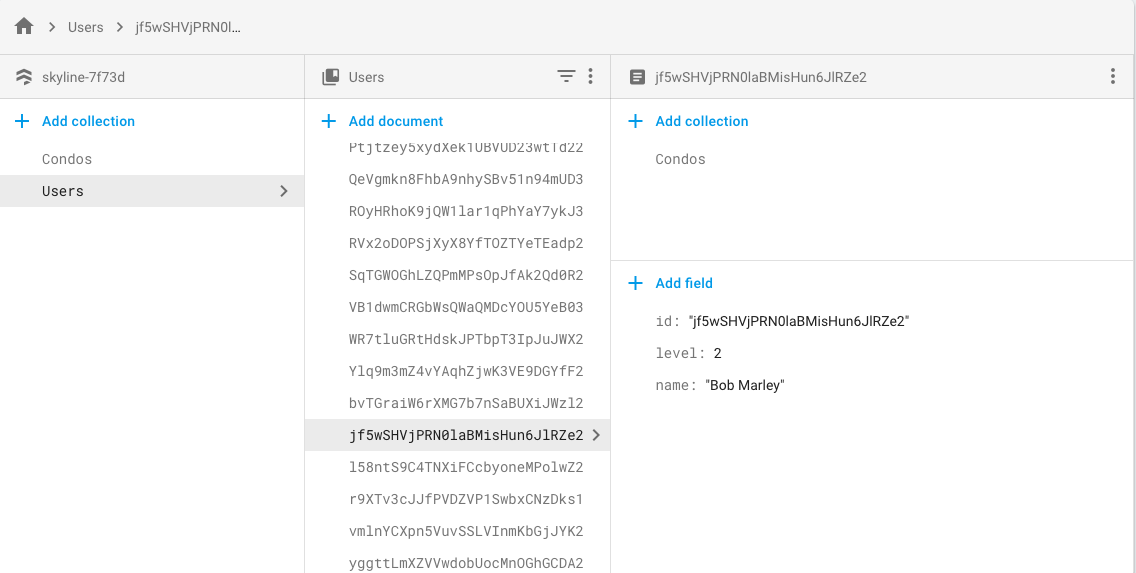 Users
jf5wSHVjPRN0l…
skyline-7f73d
Add collection
Condos
Users
Users
Add document
Ptjtzey5xydXek1UBVUD23wtTd22
QeVgmkn8FhbA9nhySBv51n94mUD3
ROyHRhoK9jQW1lar1qPhYaY7ykJ3
RVx2oDOPSjXyX8YfTOZTYeTEadp2
SqTGWOGhLZQPmMPsOpJfAk2Qd0R2
VB1dwmCRGbWsQWaQMDcYOU5YeB03
WR7tluGRtHdskJPTbpT3IpJuJWX2
Ylq9m3mZ4vYAqhZjwK3VE9DGYfF2
bvTGraiW6rXMG7b7nSaBUXiJWzl2
jf5wSHVjPRN0laBMisHun6JlRZe2
l58ntS9C4TNXiFCcbyoneMPolwZ2
r9XTv3cJJfPVDZVP1SwbxCNzDks1
vmlnYCXpn5VuvSSLVInmKbGjJYK2
yggttLmXZVVwdobUocMnOGhGCDA2
jf5wSHVjPRN0laBMisHun6JlRZe2
Add collection
Condos
Add field
id: "jf5wSHVjPRN0laBMisHun6JlRZe2"
level: 2
name: "Bob Marley"